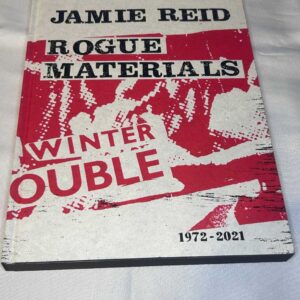 JAMIE REID
ROGUE
MATERIALS
WINTER
OUBLE
1972-2021